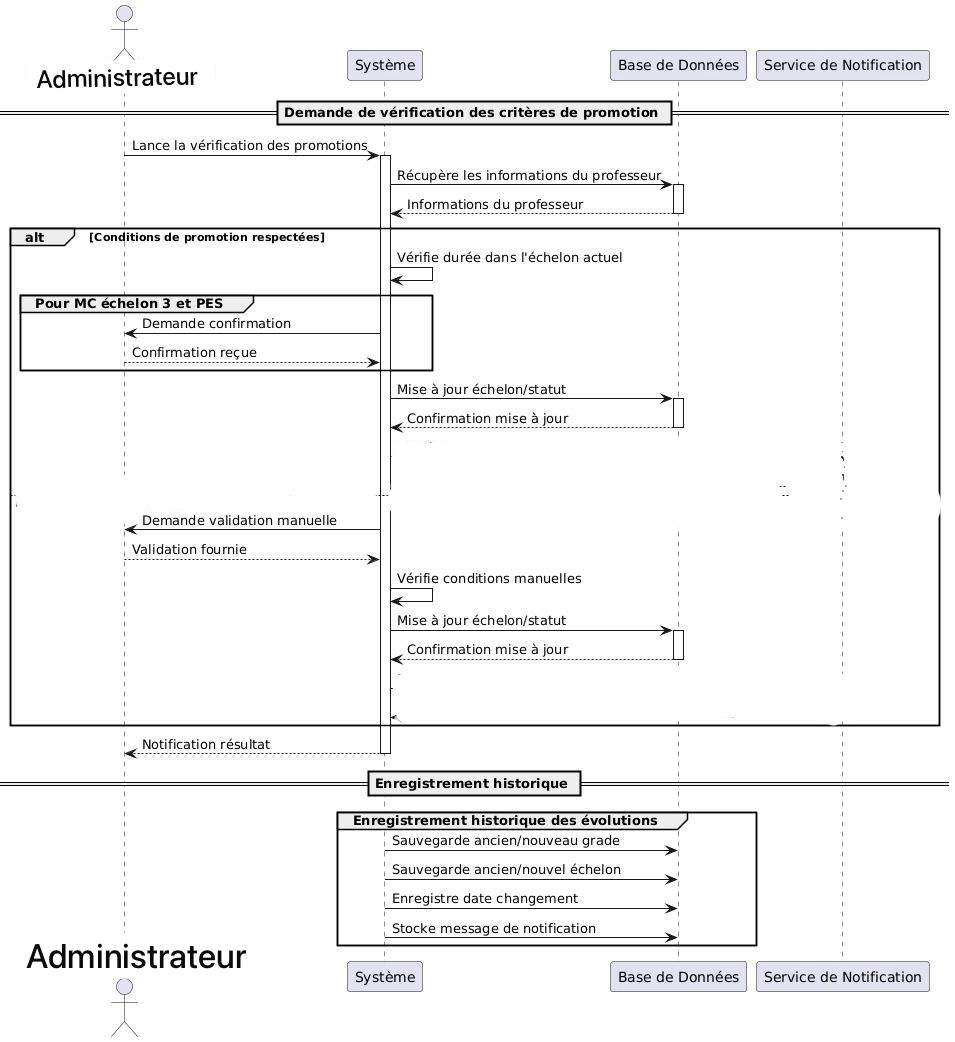 Administrateur
Système
Base de Données
Service de Notification
Demande de vérification des critères de promotion
Lance la vérification des promotions
Récupère les informations du professeur
Informations du professeur
alt
[Conditions de promotion respectées]
Vérifie durée dans l'échelon actuel
Pour MC échelon 3 et PES
Demande confirmation
Confirmation reçue
Mise à jour échelon/statut
Confirmation mise à jour
Demande validation manuelle
Validation fournie
Vérifie conditions manuelles
Mise à jour échelon/statut
Confirmation mise à jour
Notification résultat
Enregistrement historique
Enregistrement historique des évolutions
Sauvegarde ancien/nouveau grade
Sauvegarde ancien/nouvel échelon
Enregistre date changement
Stocke message de notification
Administrateur
Système
Base de Données
Service de Notification